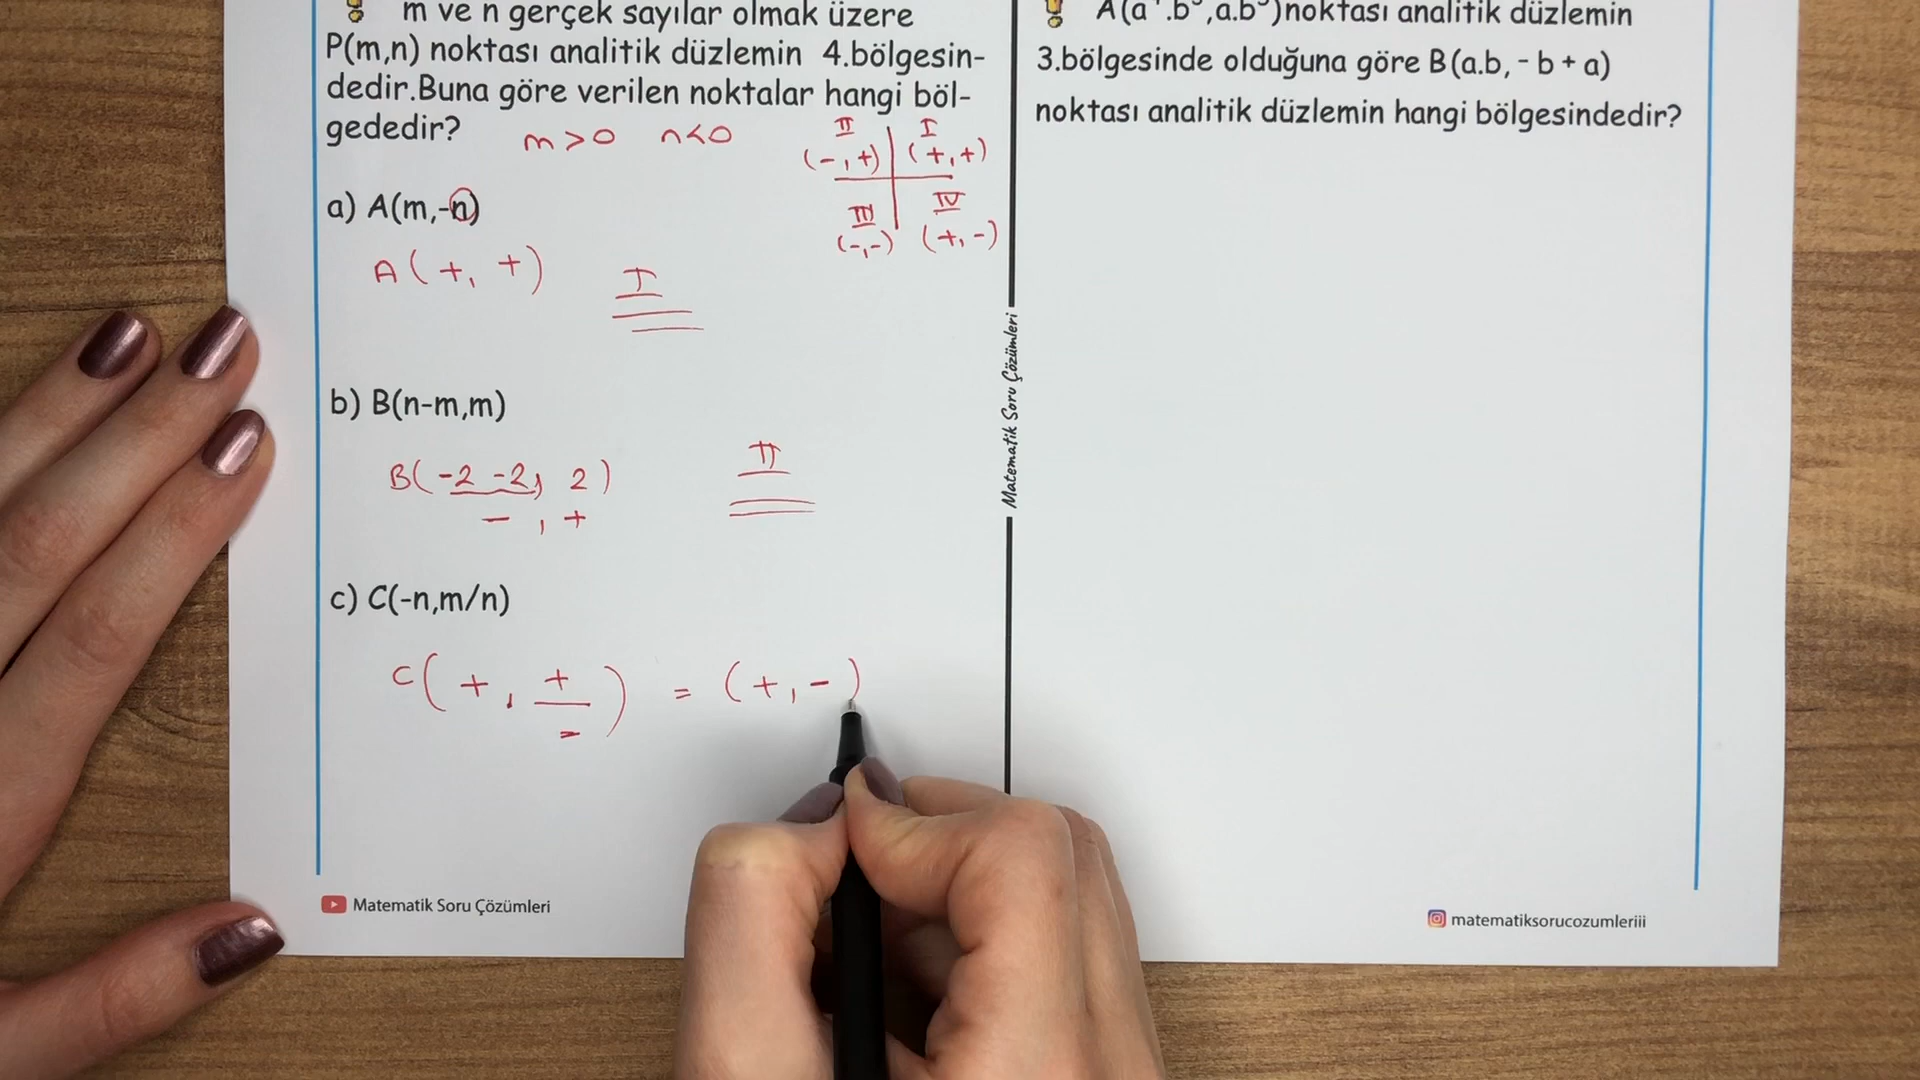 m ve n gerçek sayılar olmak üzere
P(m,n) noktası analitik düzlemin 4.bölgesin-
dedir.Buna göre verilen noktalar hangi böl-
gededir?
m > 0 n < 0
II I
(-,+) (+,+)
III IV
(-,-) (+,-)
a) A(m,-n)
A(+, +) I
b) B(n-m,m)
B(-2 -2, 2) II
- , +
c) C(-n,m/n)
C(+, +/-) = (+,-)
Matematik Soru Çözümleri
Matematik Soru Çözümleri
noktası analitik düzlemin
3.bölgesinde olduğuna göre B(a.b, - b + a)
noktası analitik düzlemin hangi bölgesindedir?
matematiksorucozumleriii